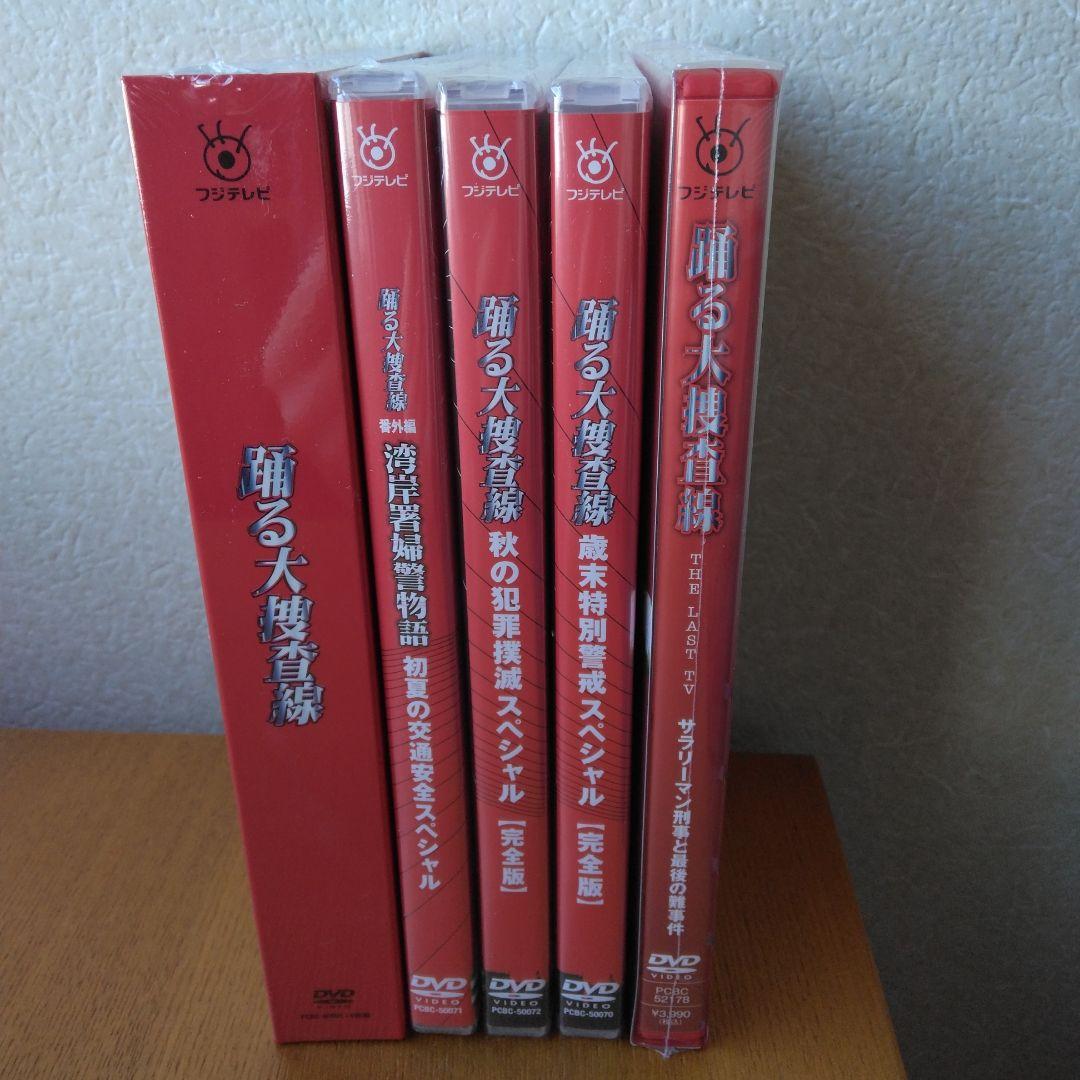 フジテレビ
踊る大捜査線
DVD
VIDEO
フジテレビ
踊る大捜査線
番外編
湾岸署婦警物語
初夏の交通安全スペシャル
DVD
VIDEO
PCBC-50071
フジテレビ
踊る大捜査線
秋の犯罪撲滅スペシャル
【完全版】
DVD
VIDEO
PCBC-50072
フジテレビ
踊る大捜査線
歳末特別警戒スペシャル
【完全版】
DVD
VIDEO
PCBC-50070
フジテレビ
踊る大捜査線
THE LAST TV
サラリーマン刑事と最後の難事件
DVD
VIDEO
PCBC
52178
¥3,990
(税込)